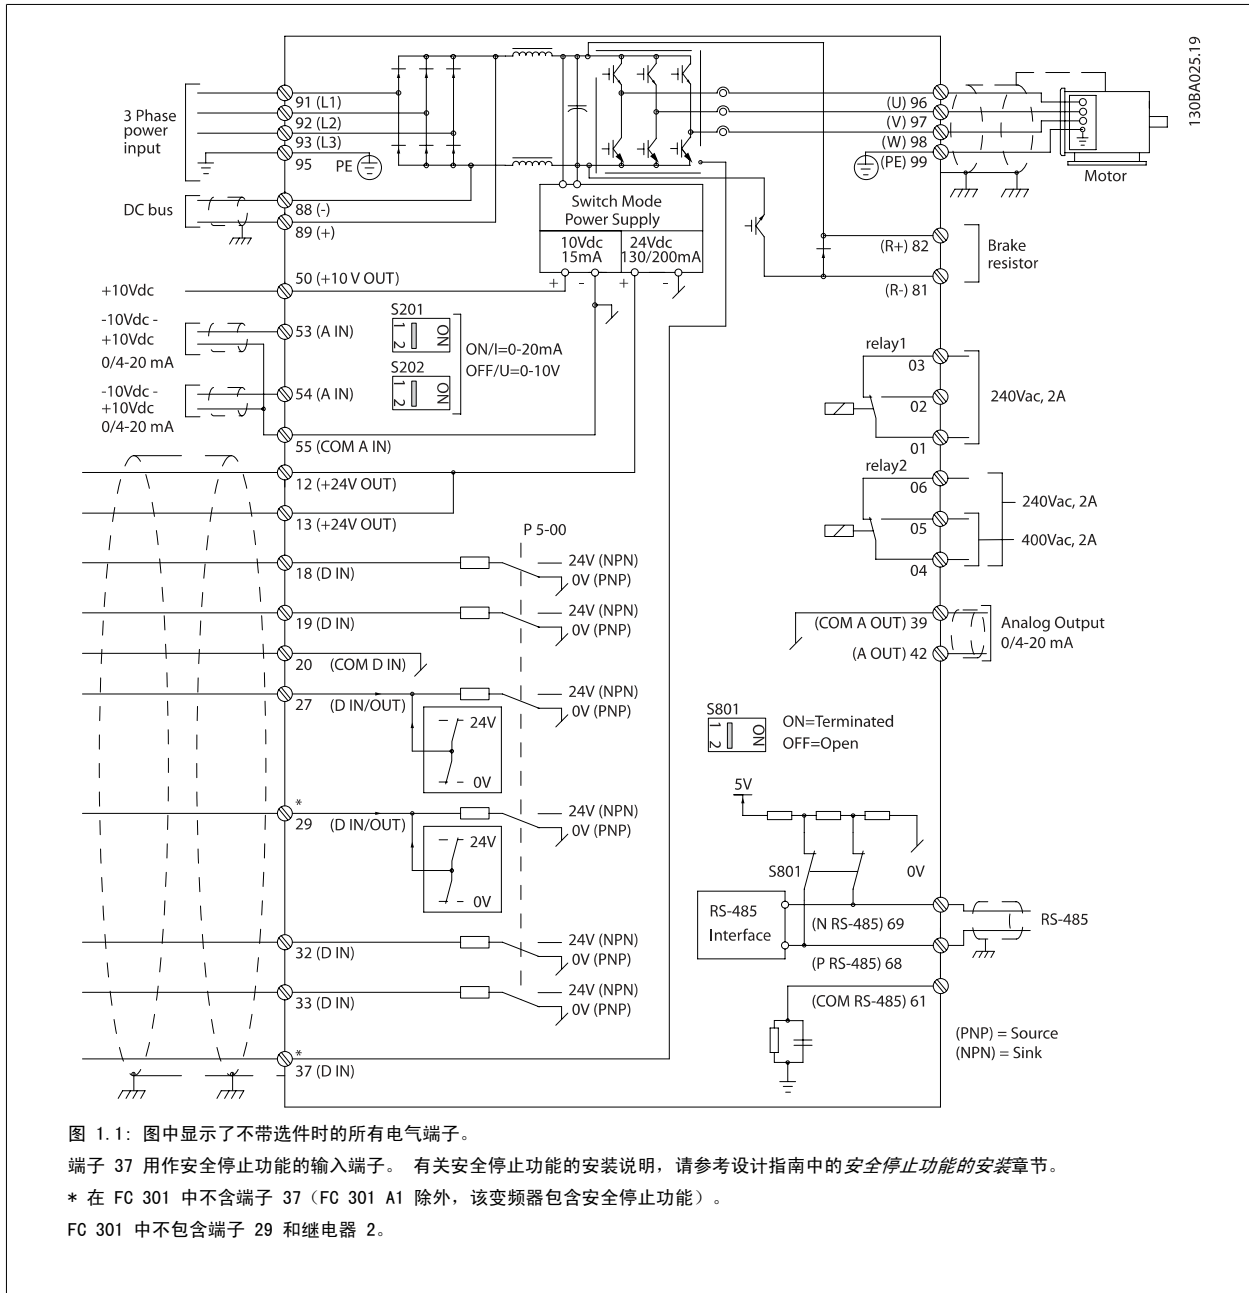 130BA025.19
3 Phase
power
input
91 (L1)
92 (L2)
93 (L3)
95
PE
DC bus
88 (-)
89 (+)
Switch Mode
Power Supply
10Vdc
15mA
24Vdc
130/200mA
+ - + -
(U) 96
(V) 97
(W) 98
(PE) 99
Motor
(R+) 82
(R-) 81
Brake
resistor
+10Vdc
50 (+10 V OUT)
-10Vdc -
+10Vdc
0/4-20 mA
53 (A IN)
-10Vdc -
+10Vdc
0/4-20 mA
54 (A IN)
55 (COM A IN)
S201
1 2 ON
S202
1 2 ON
ON/I=0-20mA
OFF/U=0-10V
relay1
03
02
01
240Vac, 2A
relay2
06
05
04
240Vac, 2A
400Vac, 2A
12 (+24V OUT)
13 (+24V OUT)
P 5-00
18 (D IN)
24V (NPN)
0V (PNP)
19 (D IN)
24V (NPN)
0V (PNP)
20 (COM D IN)
27 (D IN/OUT)
24V (NPN)
0V (PNP)
24V
0V
*
29 (D IN/OUT)
24V (NPN)
0V (PNP)
24V
0V
32 (D IN)
24V (NPN)
0V (PNP)
33 (D IN)
24V (NPN)
0V (PNP)
*
37 (D IN)
(COM A OUT) 39
(A OUT) 42
Analog Output
0/4-20 mA
S801
1 2 ON
ON=Terminated
OFF=Open
5V
S801
0V
RS-485
Interface
(N RS-485) 69
(P RS-485) 68
(COM RS-485) 61
RS-485
(PNP) = Source
(NPN) = Sink
图 1.1: 图中显示了不带选件时的所有电气端子。
端子 37 用作安全停止功能的输入端子。 有关安全停止功能的安装说明，请参考设计指南中的安全停止功能的安装章节。
* 在 FC 301 中不含端子 37（FC 301 A1 除外，该变频器包含安全停止功能）。
FC 301 中不包含端子 29 和继电器 2。